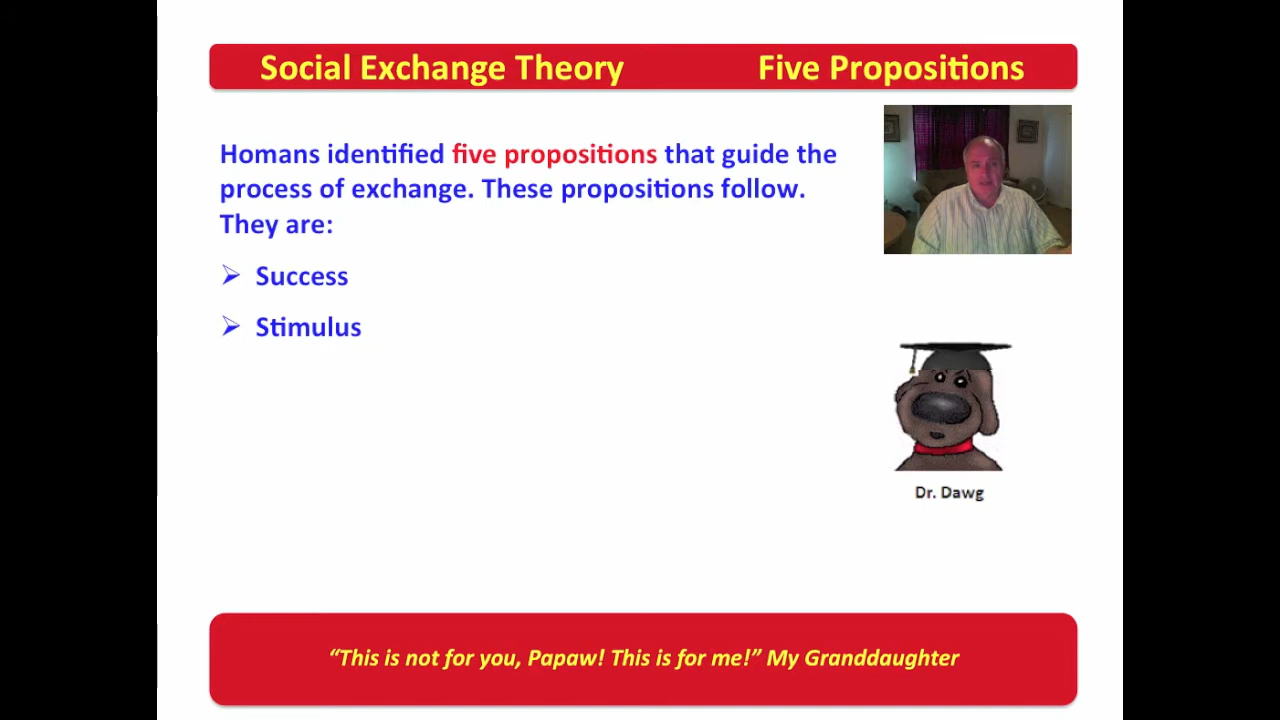 Social Exchange Theory Five Propositions
Homans identified five propositions that guide the
process of exchange. These propositions follow.
They are:
➢ Success
➢ Stimulus
Dr. Dawg
“This is not for you, Papaw! This is for me!” My Granddaughter